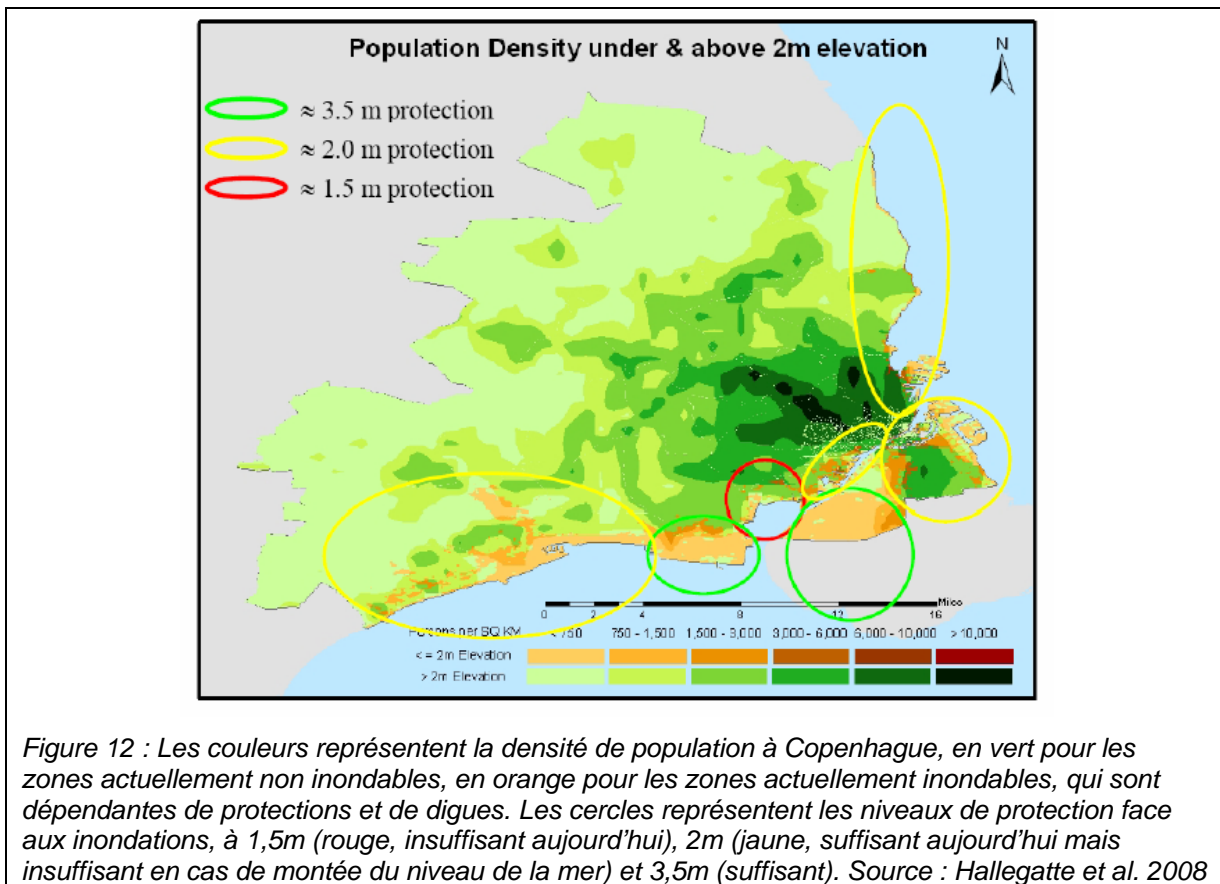 Population Density under & above 2m elevation
N
≈ 3.5 m protection
≈ 2.0 m protection
≈ 1.5 m protection
Miles
0 2 4 8 12 16
Persons per SQ KM < 750 750 - 1,500 1,500 - 3,000 3,000 - 6,000 6,000 - 10,000 > 10,000
< = 2m Elevation
> 2m Elevation
Figure 12 : Les couleurs représentent la densité de population à Copenhague, en vert pour les
zones actuellement non inondables, en orange pour les zones actuellement inondables, qui sont
dépendantes de protections et de digues. Les cercles représentent les niveaux de protection face
aux inondations, à 1,5m (rouge, insuffisant aujourd’hui), 2m (jaune, suffisant aujourd’hui mais
insuffisant en cas de montée du niveau de la mer) et 3,5m (suffisant). Source : Hallegatte et al. 2008